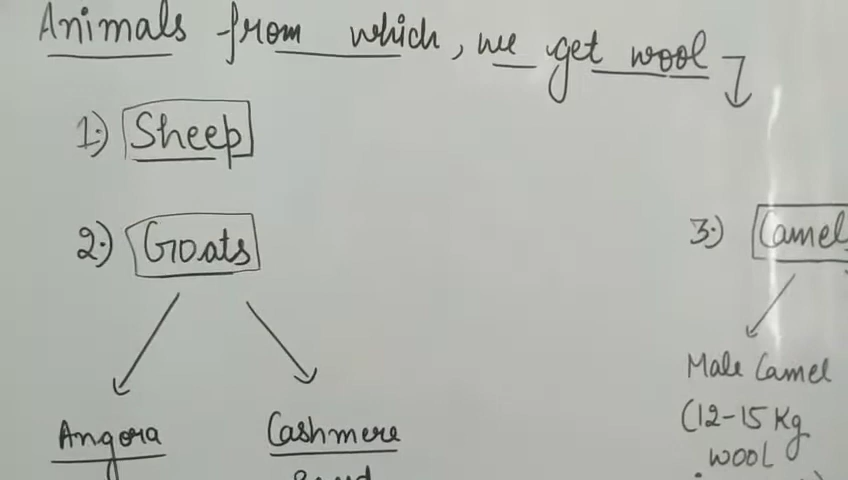 Animals from which, we get wool
1.) Sheep
2.) Goats
3.) Camel
Angora
Cashmere
Male Camel
(12-15 Kg
WOOL